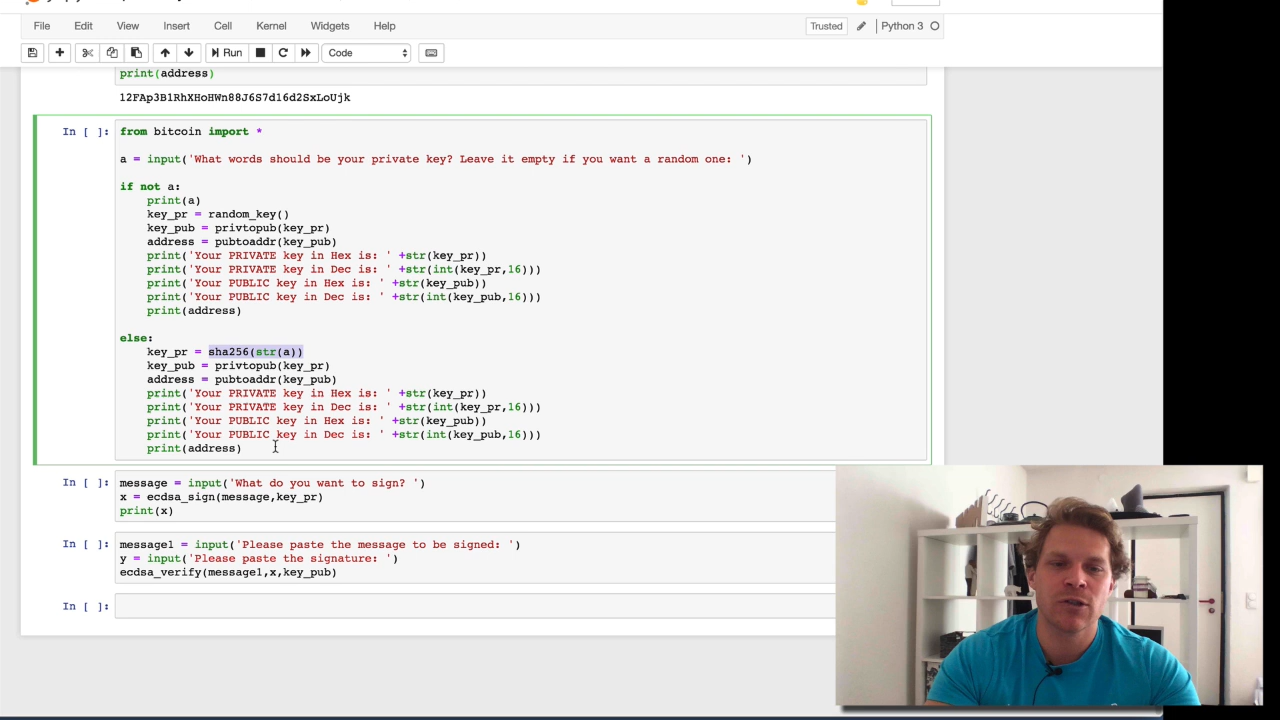 File Edit View Insert Cell Kernel Widgets Help Trusted Python 3
Run Code
print(address)
12FAp3B1RhXHoHWn88J6S7d16d2SxLoUjk
In [ ]: from bitcoin import *
a = input('What words should be your private key? Leave it empty if you want a random one: ')
if not a:
print(a)
key_pr = random_key()
key_pub = privtopub(key_pr)
address = pubtoaddr(key_pub)
print('Your PRIVATE key in Hex is: ' +str(key_pr))
print('Your PRIVATE key in Dec is: ' +str(int(key_pr,16)))
print('Your PUBLIC key in Hex is: ' +str(key_pub))
print('Your PUBLIC key in Dec is: ' +str(int(key_pub,16)))
print(address)
else:
key_pr = sha256(str(a))
key_pub = privtopub(key_pr)
address = pubtoaddr(key_pub)
print('Your PRIVATE key in Hex is: ' +str(key_pr))
print('Your PRIVATE key in Dec is: ' +str(int(key_pr,16)))
print('Your PUBLIC key in Hex is: ' +str(key_pub))
print('Your PUBLIC key in Dec is: ' +str(int(key_pub,16)))
print(address)
In [ ]: message = input('What do you want to sign? ')
x = ecdsa_sign(message,key_pr)
print(x)
In [ ]: message1 = input('Please paste the message to be signed: ')
y = input('Please paste the signature: ')
ecdsa_verify(message1,x,key_pub)
In [ ]: